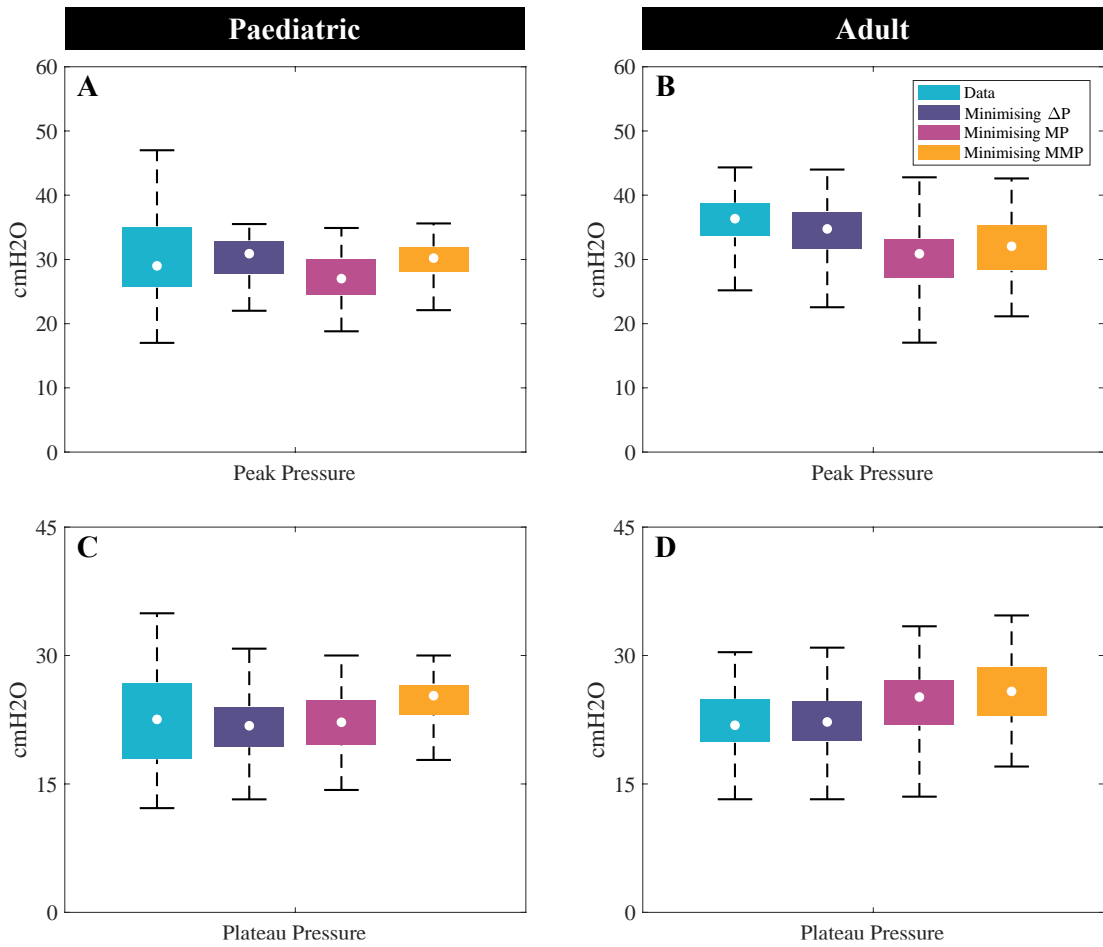 Paediatric
Adult
A
60
50
40
30
20
10
0
cmH2O
Peak Pressure
B
60
50
40
30
20
10
0
cmH2O
Peak Pressure
Data
Minimising ΔP
Minimising MP
Minimising MMP
C
45
30
15
0
cmH2O
Plateau Pressure
D
45
30
15
0
cmH2O
Plateau Pressure